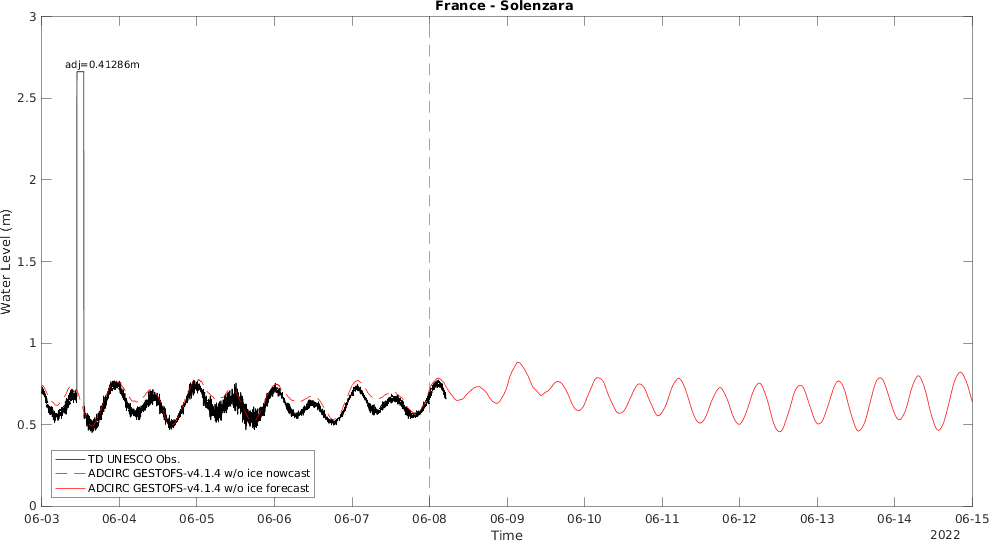 France - Solenzara
adj=0.41286m
Water Level (m)
3
2.5
2
1.5
1
0.5
0
TD UNESCO Obs.
ADCIRC GESTOFS-v4.1.4 w/o ice nowcast
ADCIRC GESTOFS-v4.1.4 w/o ice forecast
06-03 06-04 06-05 06-06 06-07 06-08 06-09 06-10 06-11 06-12 06-13 06-14 06-15
Time
2022